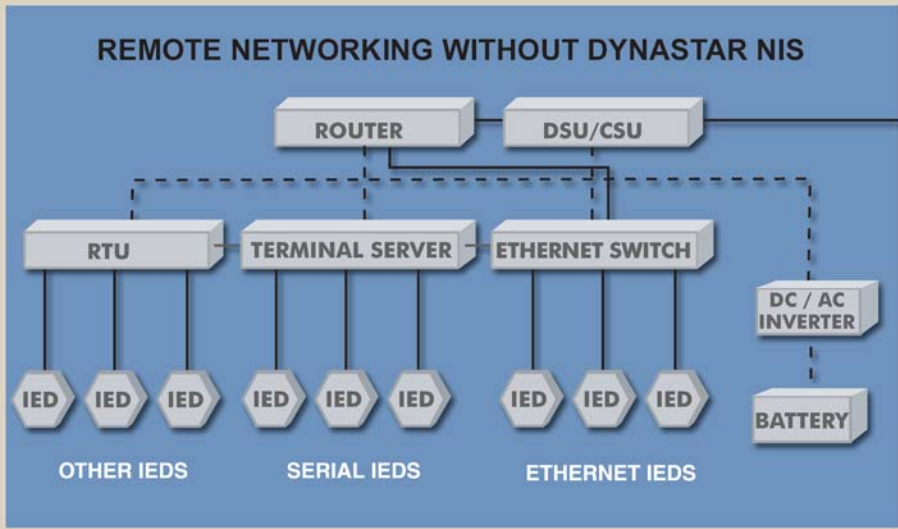 REMOTE NETWORKING WITHOUT DYNASTAR NIS
ROUTER
DSU/CSU
RTU
TERMINAL SERVER
ETHERNET SWITCH
DC / AC
INVERTER
IED
IED
IED
IED
IED
IED
IED
IED
IED
BATTERY
OTHER IEDS
SERIAL IEDS
ETHERNET IEDS